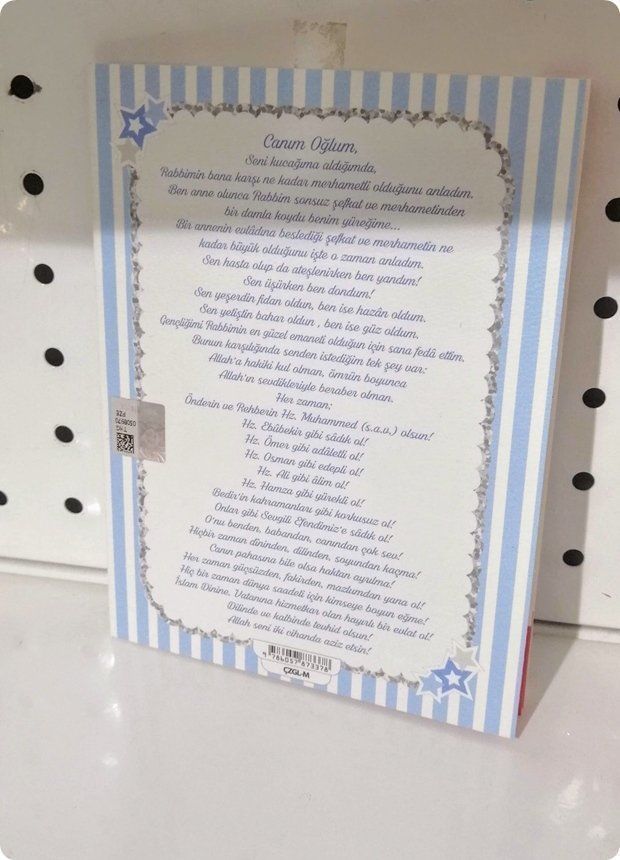 Canım Oğlum,
Seni kucağıma aldığımda,
Rabbimin bana karşı ne kadar merhametli olduğunu anladım.
Ben anne olunca Rabbim sonsuz şefkat ve merhametinden
bir damla koydu benim yüreğime...
Bir annenin evlâdına beslediği şefkat ve merhametin ne
kadar büyük olduğunu işte o zaman anladım.
Sen hasta olup da ateşlenirken ben yandım!
Sen üşürken ben dondum!
Sen yeşerdin fidan oldun, ben ise hazân oldum.
Sen yetiştin bahar oldun , ben ise güz oldum.
Gençliğimi Rabbimin en güzel emaneti olduğun için sana fedâ ettim.
Bunun karşılığında senden istediğim tek şey var:
Allah'a hakiki kul olman, ömrün boyunca
Allah'ın sevdikleriyle beraber olman.
Her zaman;
Önderin ve Rehberin Hz. Muhammed (s.a.v.) olsun!
Hz. Ebûbekir gibi sâdık ol!
Hz. Ömer gibi adâletli ol!
Hz. Osman gibi edepli ol!
Hz. Ali gibi âlim ol!
Hz. Hamza gibi yürekli ol!
Bedir'in kahramanları gibi korkusuz ol!
Onlar gibi Sevgili Efendimiz'e sâdık ol!
O'nu benden, babandan, canından çok sev!
Hiçbir zaman dininden, dilinden, soyundan kaçma!
Canın pahasına bile olsa haktan ayrılma!
Her zaman güçsüzden, fakirden, mazlumdan yana ol!
Hiç bir zaman dünya saadeti için kimseye boyun eğme!
İslam Dinine, Vatanına hizmetkar olan hayırlı bir evlat ol!
Dilinde ve kalbinde tevhid olsun!
Allah seni iki cihanda aziz etsin!
9 786057 873378
ÇZGL-M